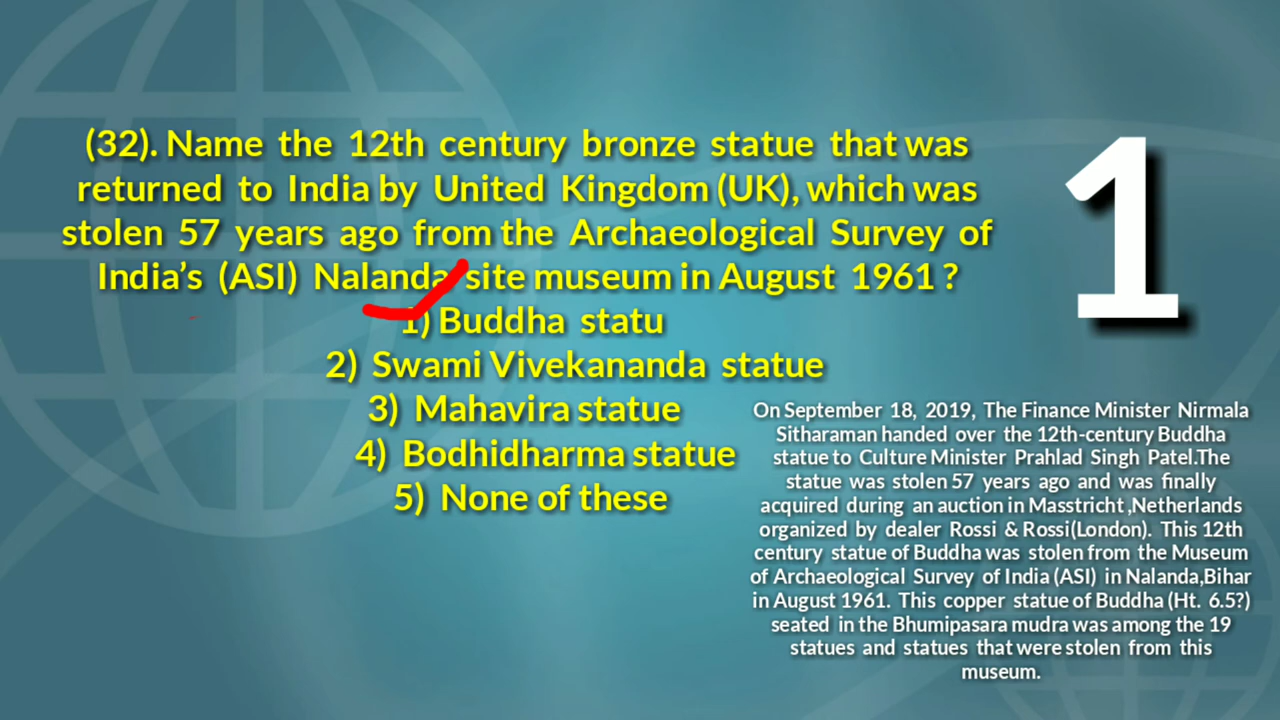 (32). Name the 12th century bronze statue that was
returned to India by United Kingdom (UK), which was
stolen 57 years ago from the Archaeological Survey of
India’s (ASI) Nalanda site museum in August 1961 ?
1) Buddha statu
2) Swami Vivekananda statue
3) Mahavira statue
4) Bodhidharma statue
5) None of these
1
On September 18, 2019, The Finance Minister Nirmala
Sitharaman handed over the 12th-century Buddha
statue to Culture Minister Prahlad Singh Patel.The
statue was stolen 57 years ago and was finally
acquired during an auction in Masstricht ,Netherlands
organized by dealer Rossi & Rossi(London). This 12th
century statue of Buddha was stolen from the Museum
of Archaeological Survey of India (ASI) in Nalanda,Bihar
in August 1961. This copper statue of Buddha (Ht. 6.5?)
seated in the Bhumipasara mudra was among the 19
statues and statues that were stolen from this
museum.